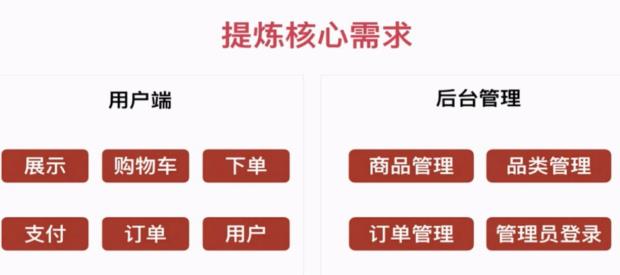 提炼核心需求
用户端
展示 购物车 下单
支付 订单 用户
后台管理
商品管理 品类管理
订单管理 管理员登录